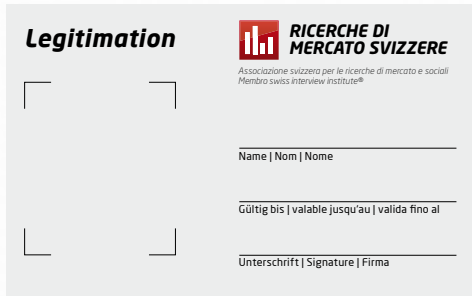 Legitimation
RICERCHE DI
MERCATO SVIZZERE
Associazione svizzera per le ricerche di mercato e sociali
Membro swiss interview institute®
Name | Nom | Nome
Gültig bis | valable jusqu'au | valida fino al
Unterschrift | Signature | Firma